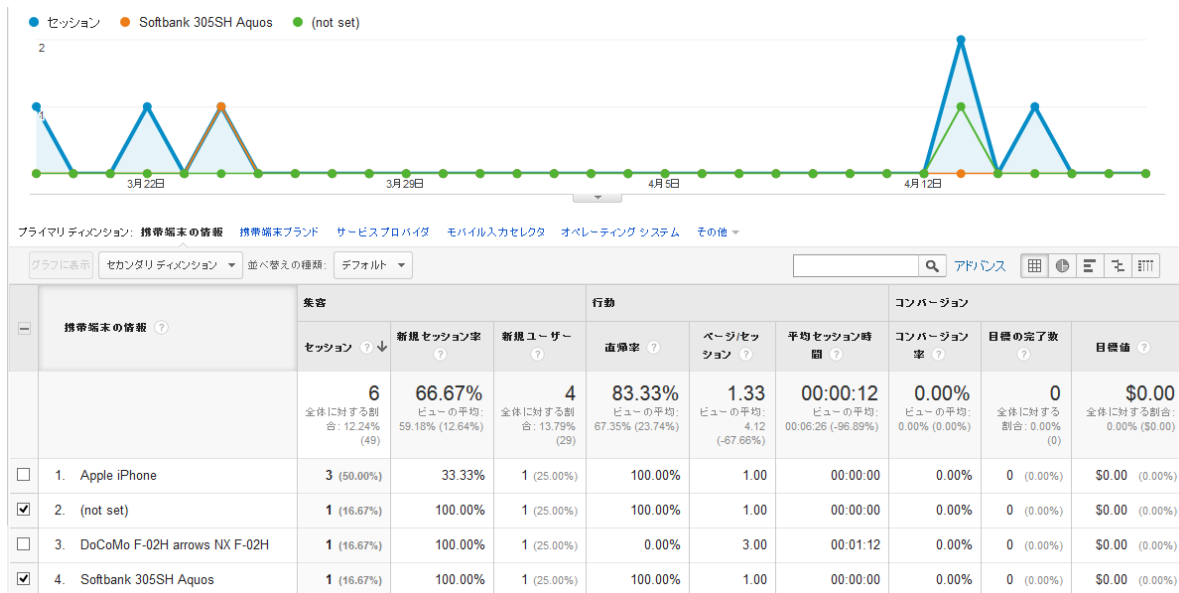 セッション Softbank 305SH Aquos (not set)
2
1
3月22日 3月29日 4月5日 4月12日
プライマリ ディメンション: 携帯端末の情報 携帯端末ブランド サービスプロバイダ モバイル入力セレクタ オペレーティング システム その他
グラフに表示 セカンダリ ディメンション 並べ替えの種類: デフォルト アドバンス
携帯端末の情報 ?
集客 行動 コンバージョン
セッション ? 新規セッション率 ? 新規ユーザー ? 直帰率 ? ページ/セッション ? 平均セッション時間 ? コンバージョン率 ? 目標の完了数 ? 目標値 ?
6 66.67% 4 83.33% 1.33 00:00:12 0.00% 0 $0.00
全体に対する割合: 12.24% (49) ビューの平均: 59.18% (12.64%) 全体に対する割合: 13.79% (29) ビューの平均: 67.35% (23.74%) ビューの平均: 4.12 (-67.66%) ビューの平均: 00:06:26 (-96.89%) ビューの平均: 0.00% (0.00%) 全体に対する割合: 0.00% (0) 全体に対する割合: 0.00% ($0.00)
1. Apple iPhone 3 (50.00%) 33.33% 1 (25.00%) 100.00% 1.00 00:00:00 0.00% 0 (0.00%) $0.00 (0.00%)
2. (not set) 1 (16.67%) 100.00% 1 (25.00%) 100.00% 1.00 00:00:00 0.00% 0 (0.00%) $0.00 (0.00%)
3. DoCoMo F-02H arrows NX F-02H 1 (16.67%) 100.00% 1 (25.00%) 0.00% 3.00 00:01:12 0.00% 0 (0.00%) $0.00 (0.00%)
4. Softbank 305SH Aquos 1 (16.67%) 100.00% 1 (25.00%) 100.00% 1.00 00:00:00 0.00% 0 (0.00%) $0.00 (0.00%)